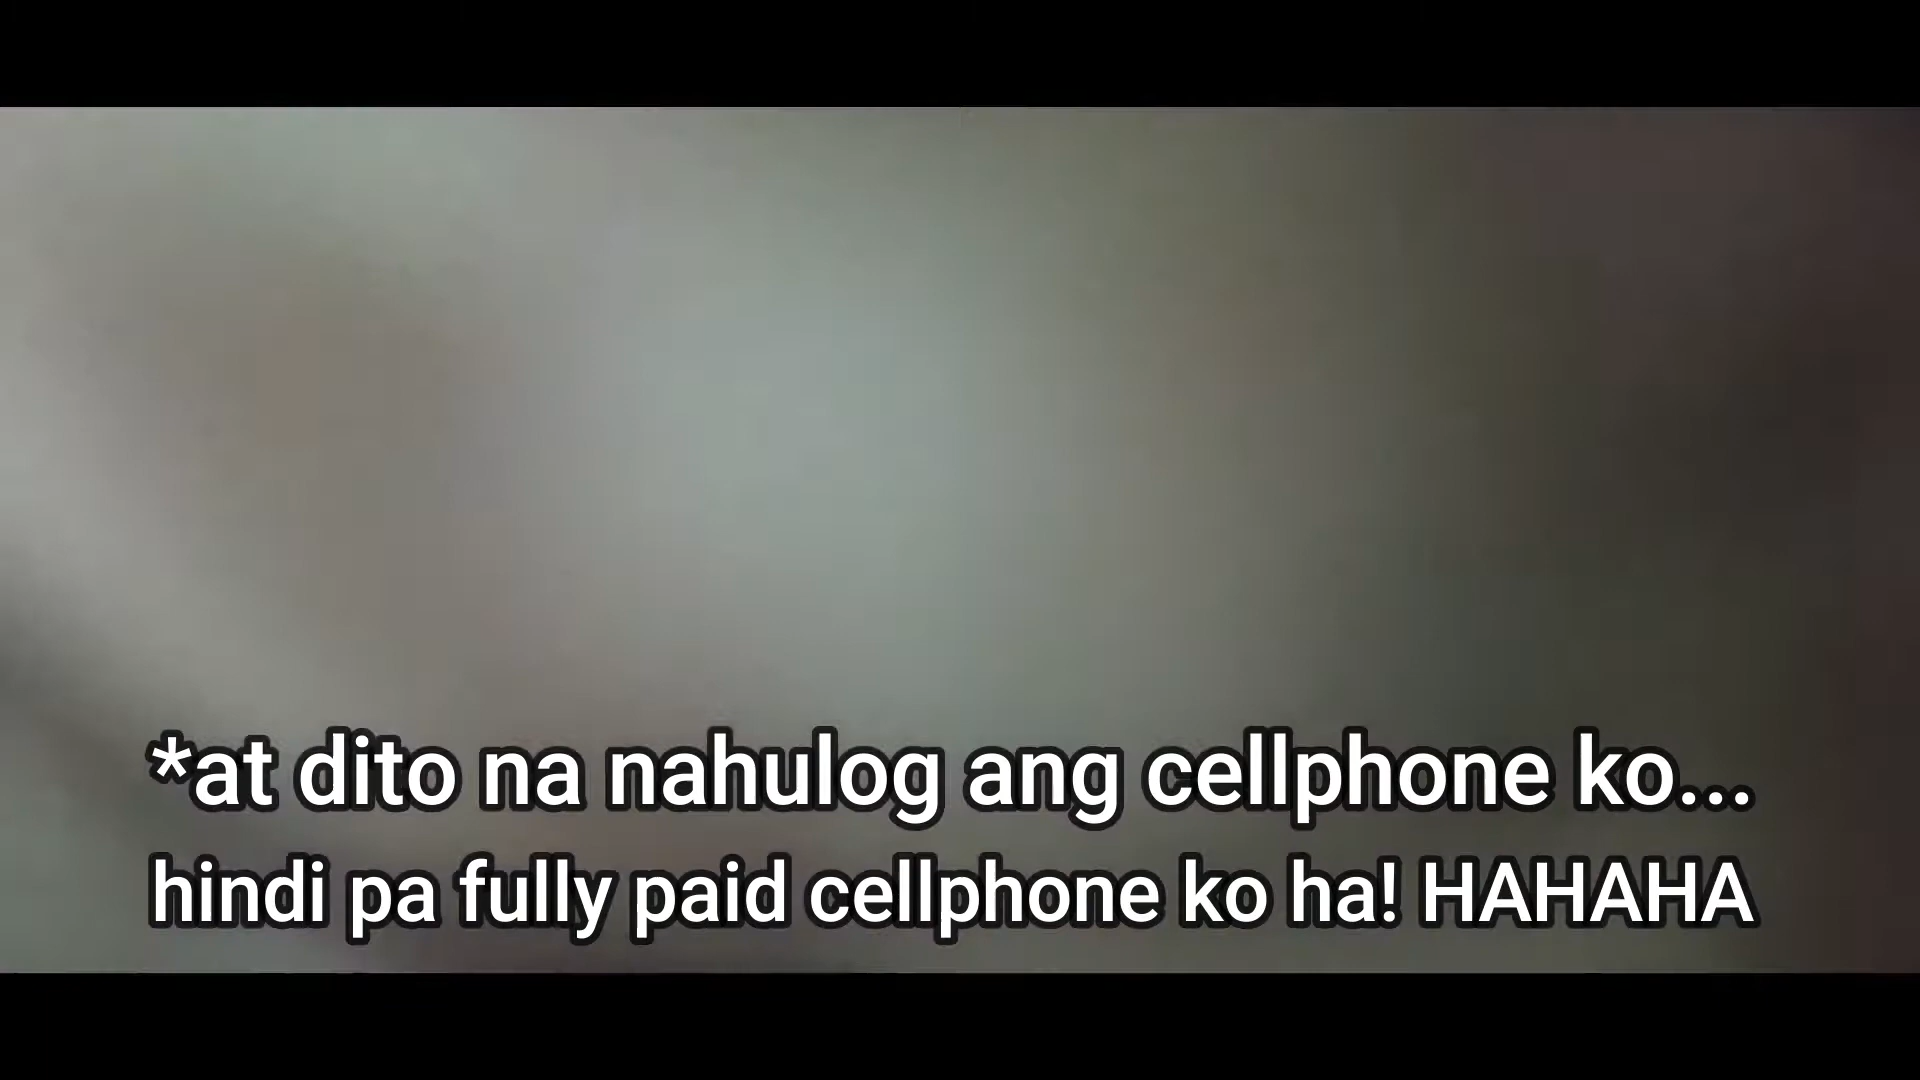 *at dito na nahulog ang cellphone ko...
hindi pa fully paid cellphone ko ha! HAHAHA